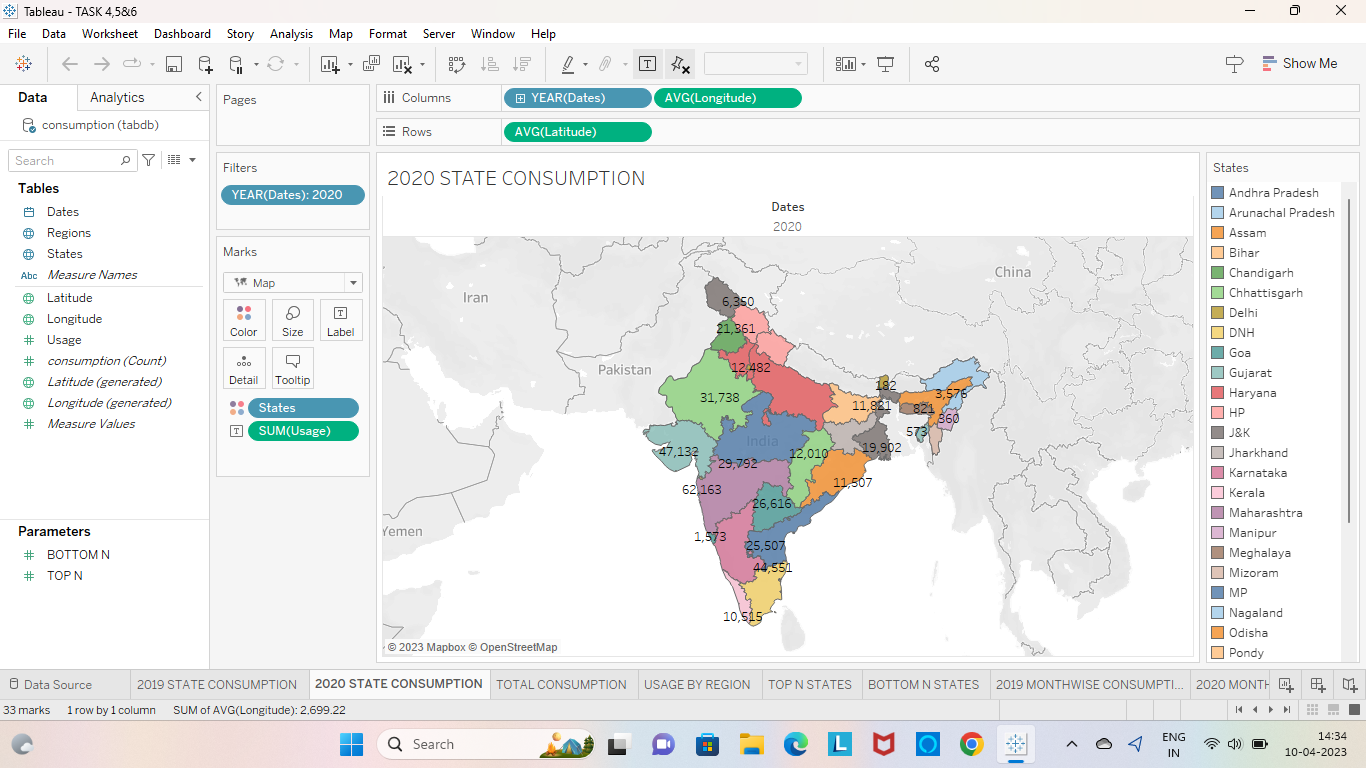 Tableau - TASK 4,5&6
File Data Worksheet Dashboard Story Analysis Map Format Server Window Help
Show Me
Data Analytics
consumption (tabdb)
Search
Tables
Dates
Regions
States
Abc Measure Names
Latitude
Longitude
Usage
consumption (Count)
Latitude (generated)
Longitude (generated)
Measure Values
Parameters
BOTTOM N
TOP N
Pages
Filters
YEAR(Dates): 2020
Marks
Map
Color Size Label
Detail Tooltip
States
SUM(Usage)
Columns YEAR(Dates) AVG(Longitude)
Rows AVG(Latitude)
2020 STATE CONSUMPTION
Dates
2020
China
Iran
6,350
21,361
Pakistan
12,482
182
3,576
31,738
11,821
821
360
573
India
47,132
19,902
12,010
29,792
11,507
62,163
26,616
Yemen
1,573
25,507
44,551
10,515
© 2023 Mapbox © OpenStreetMap
States
Andhra Pradesh
Arunachal Pradesh
Assam
Bihar
Chandigarh
Chhattisgarh
Delhi
DNH
Goa
Gujarat
Haryana
HP
J&K
Jharkhand
Karnataka
Kerala
Maharashtra
Manipur
Meghalaya
Mizoram
MP
Nagaland
Odisha
Pondy
Data Source 2019 STATE CONSUMPTION 2020 STATE CONSUMPTION TOTAL CONSUMPTION USAGE BY REGION TOP N STATES BOTTOM N STATES 2019 MONTHWISE CONSUMPTI... 2020 MONTH
33 marks 1 row by 1 column SUM of AVG(Longitude): 2,699.22
Search
ENG
IN
14:34
10-04-2023